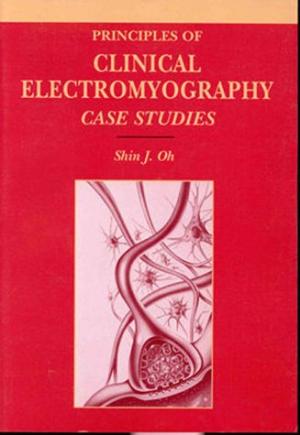 PRINCIPLES OF
CLINICAL
ELECTROMYOGRAPHY
CASE STUDIES
Shin J. Oh